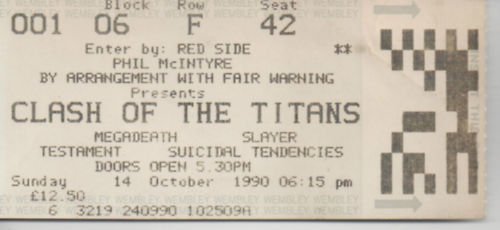 Block Row Seat
001 06 F 42
Enter by: RED SIDE **
PHIL McINTYRE
BY ARRANGEMENT WITH FAIR WARNING
Presents
CLASH OF THE TITANS
MEGADEATH SLAYER
TESTAMENT SUICIDAL TENDENCIES
DOORS OPEN 5.30PM
Sunday 14 October 1990 06:15 pm
£12.50
6 3219 240990 102509A